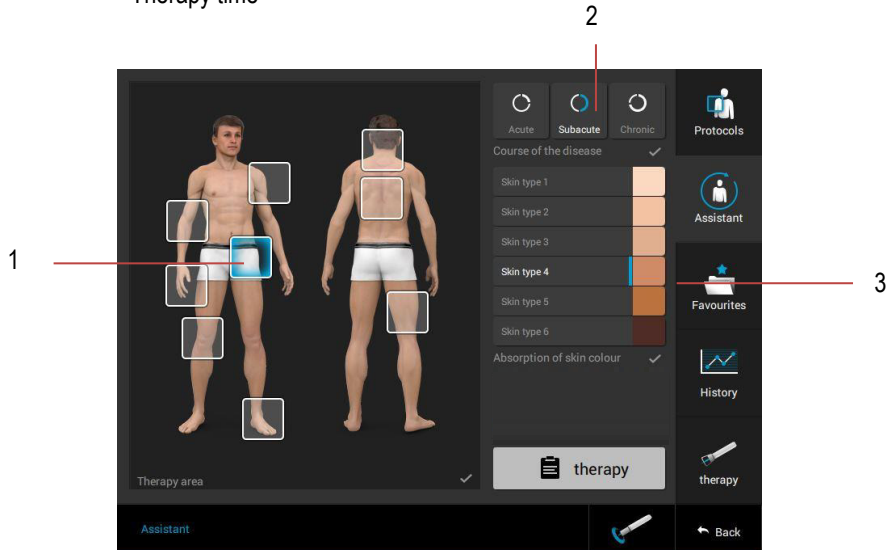 Therapy time
2
Acute
Subacute
Chronic
Protocols
Course of the disease
Skin type 1
Skin type 2
Assistant
Skin type 3
1
Skin type 4
3
Skin type 5
Favourites
Skin type 6
Absorption of skin colour
History
therapy
Therapy area
therapy
Assistant
Back